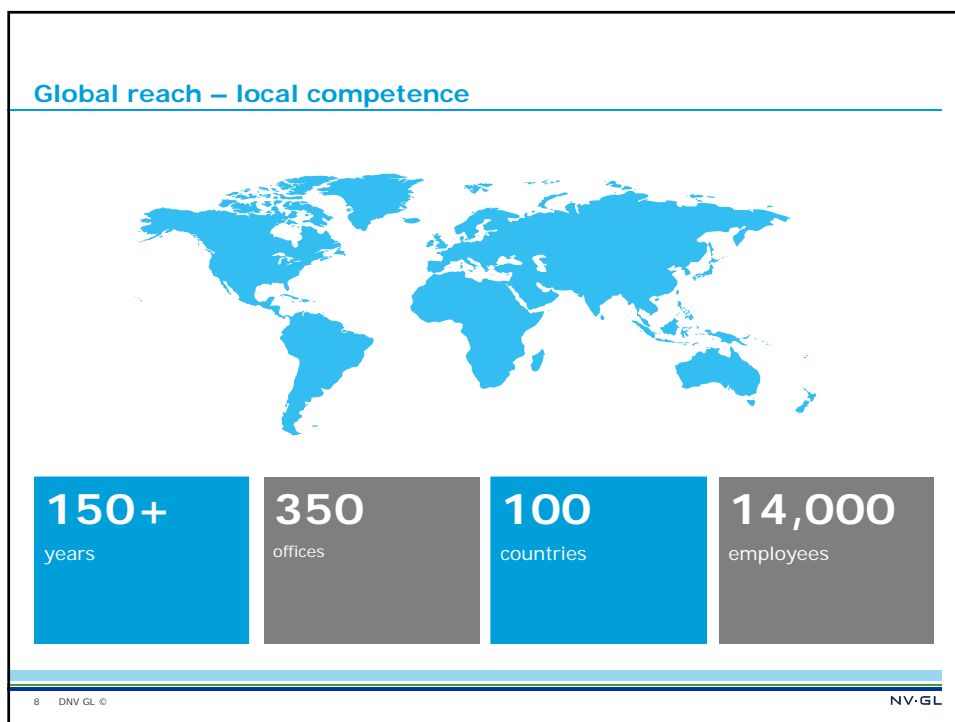 Global reach – local competence
150+
years
350
offices
100
countries
14,000
employees
8 DNV GL ©
NV·GL